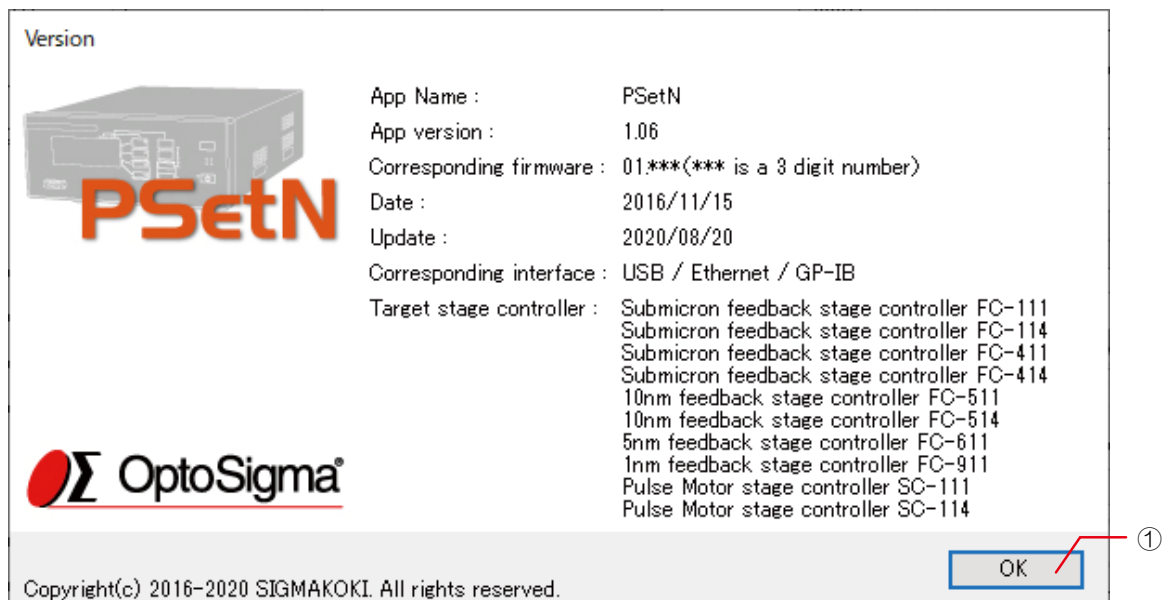 Version
PSetN
App Name : PSetN
App version : 1.06
Corresponding firmware : 01.***(*** is a 3 digit number)
Date : 2016/11/15
Update : 2020/08/20
Corresponding interface : USB / Ethernet / GP-IB
Target stage controller : Submicron feedback stage controller FC-111
Submicron feedback stage controller FC-114
Submicron feedback stage controller FC-411
Submicron feedback stage controller FC-414
10nm feedback stage controller FC-511
10nm feedback stage controller FC-514
5nm feedback stage controller FC-611
1nm feedback stage controller FC-911
Pulse Motor stage controller SC-111
Pulse Motor stage controller SC-114
OptoSigma®
OK
①
Copyright(c) 2016-2020 SIGMAKOKI. All rights reserved.